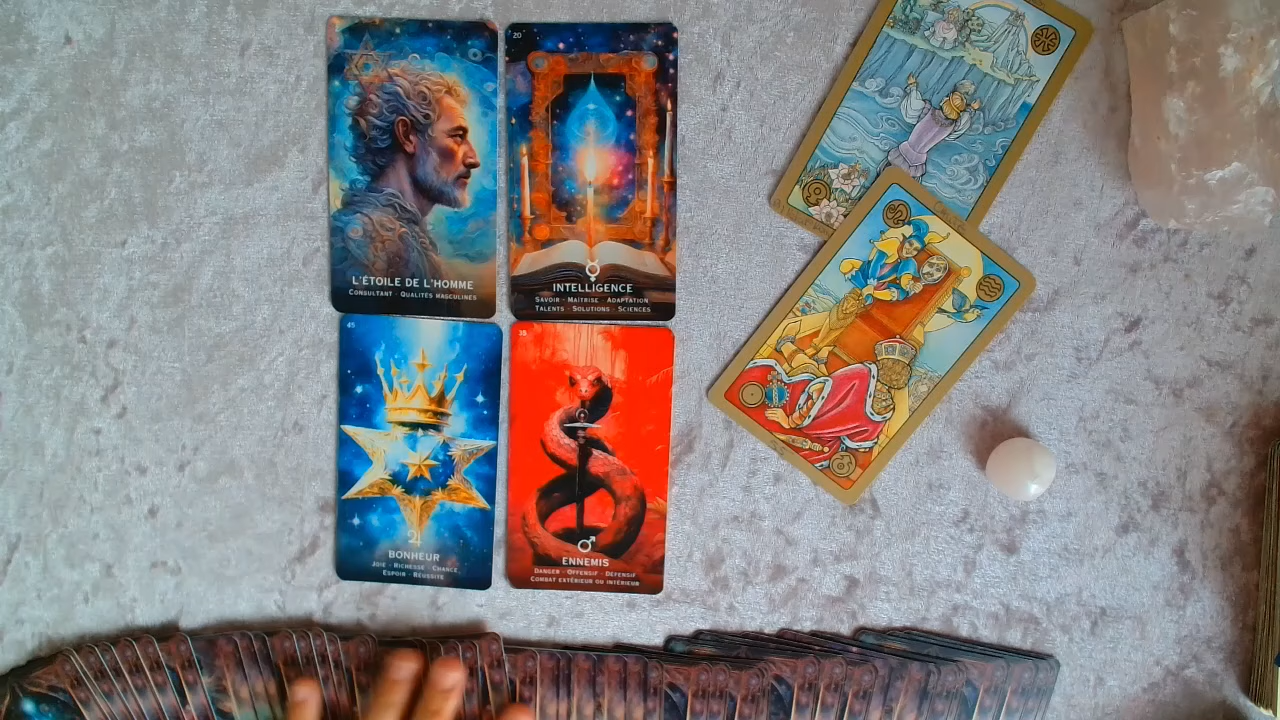 L'ÉTOILE DE L'HOMME
CONSULTANT · QUALITÉS MASCULINES
20
INTELLIGENCE
SAVOIR · MAÎTRISE · ADAPTATION
TALENTS · SOLUTIONS · SCIENCES
45
BONHEUR
JOIE · RICHESSE · CHANCE
ESPOIR · RÉUSSITE
35
ENNEMIS
DANGER · OFFENSIF · DÉFENSIF
COMBAT EXTÉRIEUR OU INTÉRIEUR